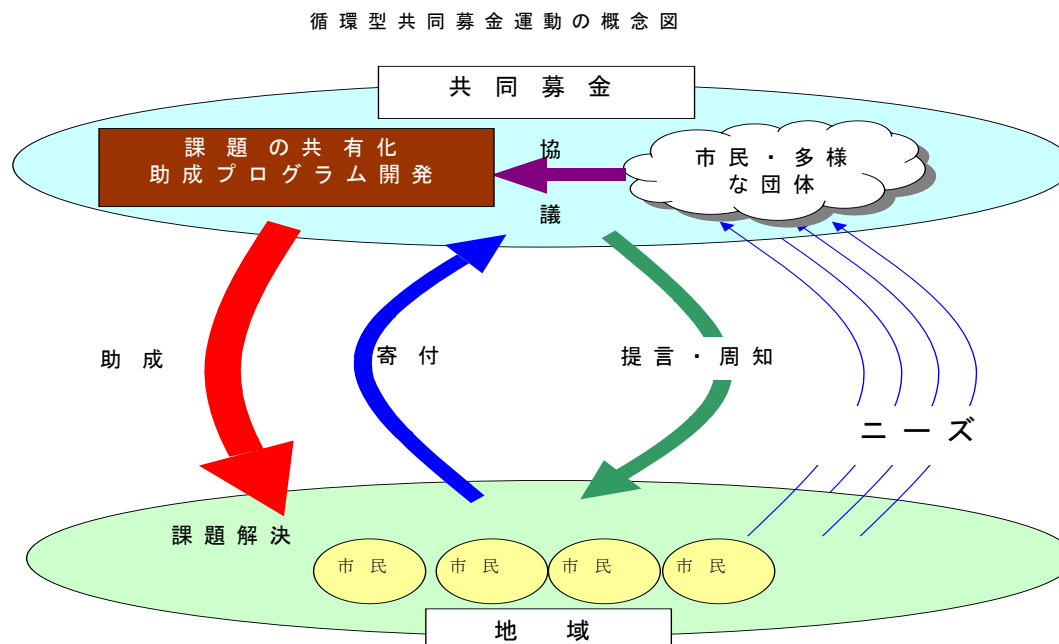 循環型共同募金運動の概念図
共同募金
課題の共有化
助成プログラム開発
協
議
市民・多様
な団体
助成
寄付
提言・周知
ニーズ
課題解決
市民
市民
市民
市民
地域